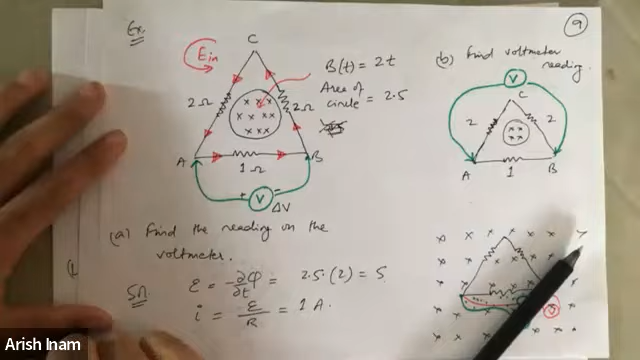 Ex:
9
C
Ein
B(t) = 2t
Area of
circle = 2.5
2Ω
2Ω
x x x
x x x x
x x x
A
B
1 Ω
+ V -
ΔV
(a) Find the reading on the
voltmeter.
Sol
ε = -∂φ/∂t = 2.5·(2) = 5
i = ε/R = 1 A.
(b) Find voltmeter
reading.
V
C
2
2
x x
x x
A
1
B
V
Arish Inam